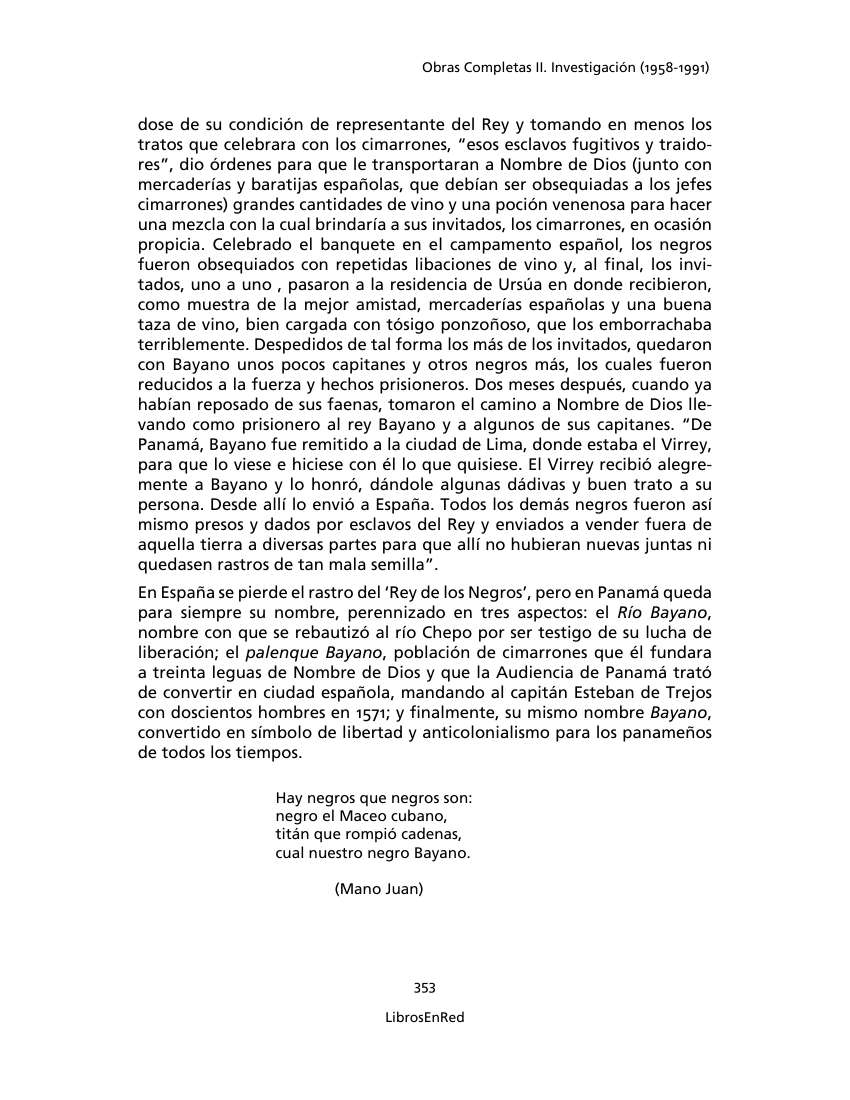 Obras Completas II. Investigación (1958-1991)
dose de su condición de representante del Rey y tomando en menos los
tratos que celebrara con los cimarrones, “esos esclavos fugitivos y traido-
res”, dio órdenes para que le transportaran a Nombre de Dios (junto con
mercaderías y baratijas españolas, que debían ser obsequiadas a los jefes
cimarrones) grandes cantidades de vino y una poción venenosa para hacer
una mezcla con la cual brindaría a sus invitados, los cimarrones, en ocasión
propicia. Celebrado el banquete en el campamento español, los negros
fueron obsequiados con repetidas libaciones de vino y, al final, los invi-
tados, uno a uno , pasaron a la residencia de Ursúa en donde recibieron,
como muestra de la mejor amistad, mercaderías españolas y una buena
taza de vino, bien cargada con tósigo ponzoñoso, que los emborrachaba
terriblemente. Despedidos de tal forma los más de los invitados, quedaron
con Bayano unos pocos capitanes y otros negros más, los cuales fueron
reducidos a la fuerza y hechos prisioneros. Dos meses después, cuando ya
habían reposado de sus faenas, tomaron el camino a Nombre de Dios lle-
vando como prisionero al rey Bayano y a algunos de sus capitanes. “De
Panamá, Bayano fue remitido a la ciudad de Lima, donde estaba el Virrey,
para que lo viese e hiciese con él lo que quisiese. El Virrey recibió alegre-
mente a Bayano y lo honró, dándole algunas dádivas y buen trato a su
persona. Desde allí lo envió a España. Todos los demás negros fueron así
mismo presos y dados por esclavos del Rey y enviados a vender fuera de
aquella tierra a diversas partes para que allí no hubieran nuevas juntas ni
quedasen rastros de tan mala semilla”.
En España se pierde el rastro del ‘Rey de los Negros’, pero en Panamá queda
para siempre su nombre, perennizado en tres aspectos: el Río Bayano,
nombre con que se rebautizó al río Chepo por ser testigo de su lucha de
liberación; el palenque Bayano, población de cimarrones que él fundara
a treinta leguas de Nombre de Dios y que la Audiencia de Panamá trató
de convertir en ciudad española, mandando al capitán Esteban de Trejos
con doscientos hombres en 1571; y finalmente, su mismo nombre Bayano,
convertido en símbolo de libertad y anticolonialismo para los panameños
de todos los tiempos.
Hay negros que negros son:
negro el Maceo cubano,
titán que rompió cadenas,
cual nuestro negro Bayano.
(Mano Juan)
353
LibrosEnRed